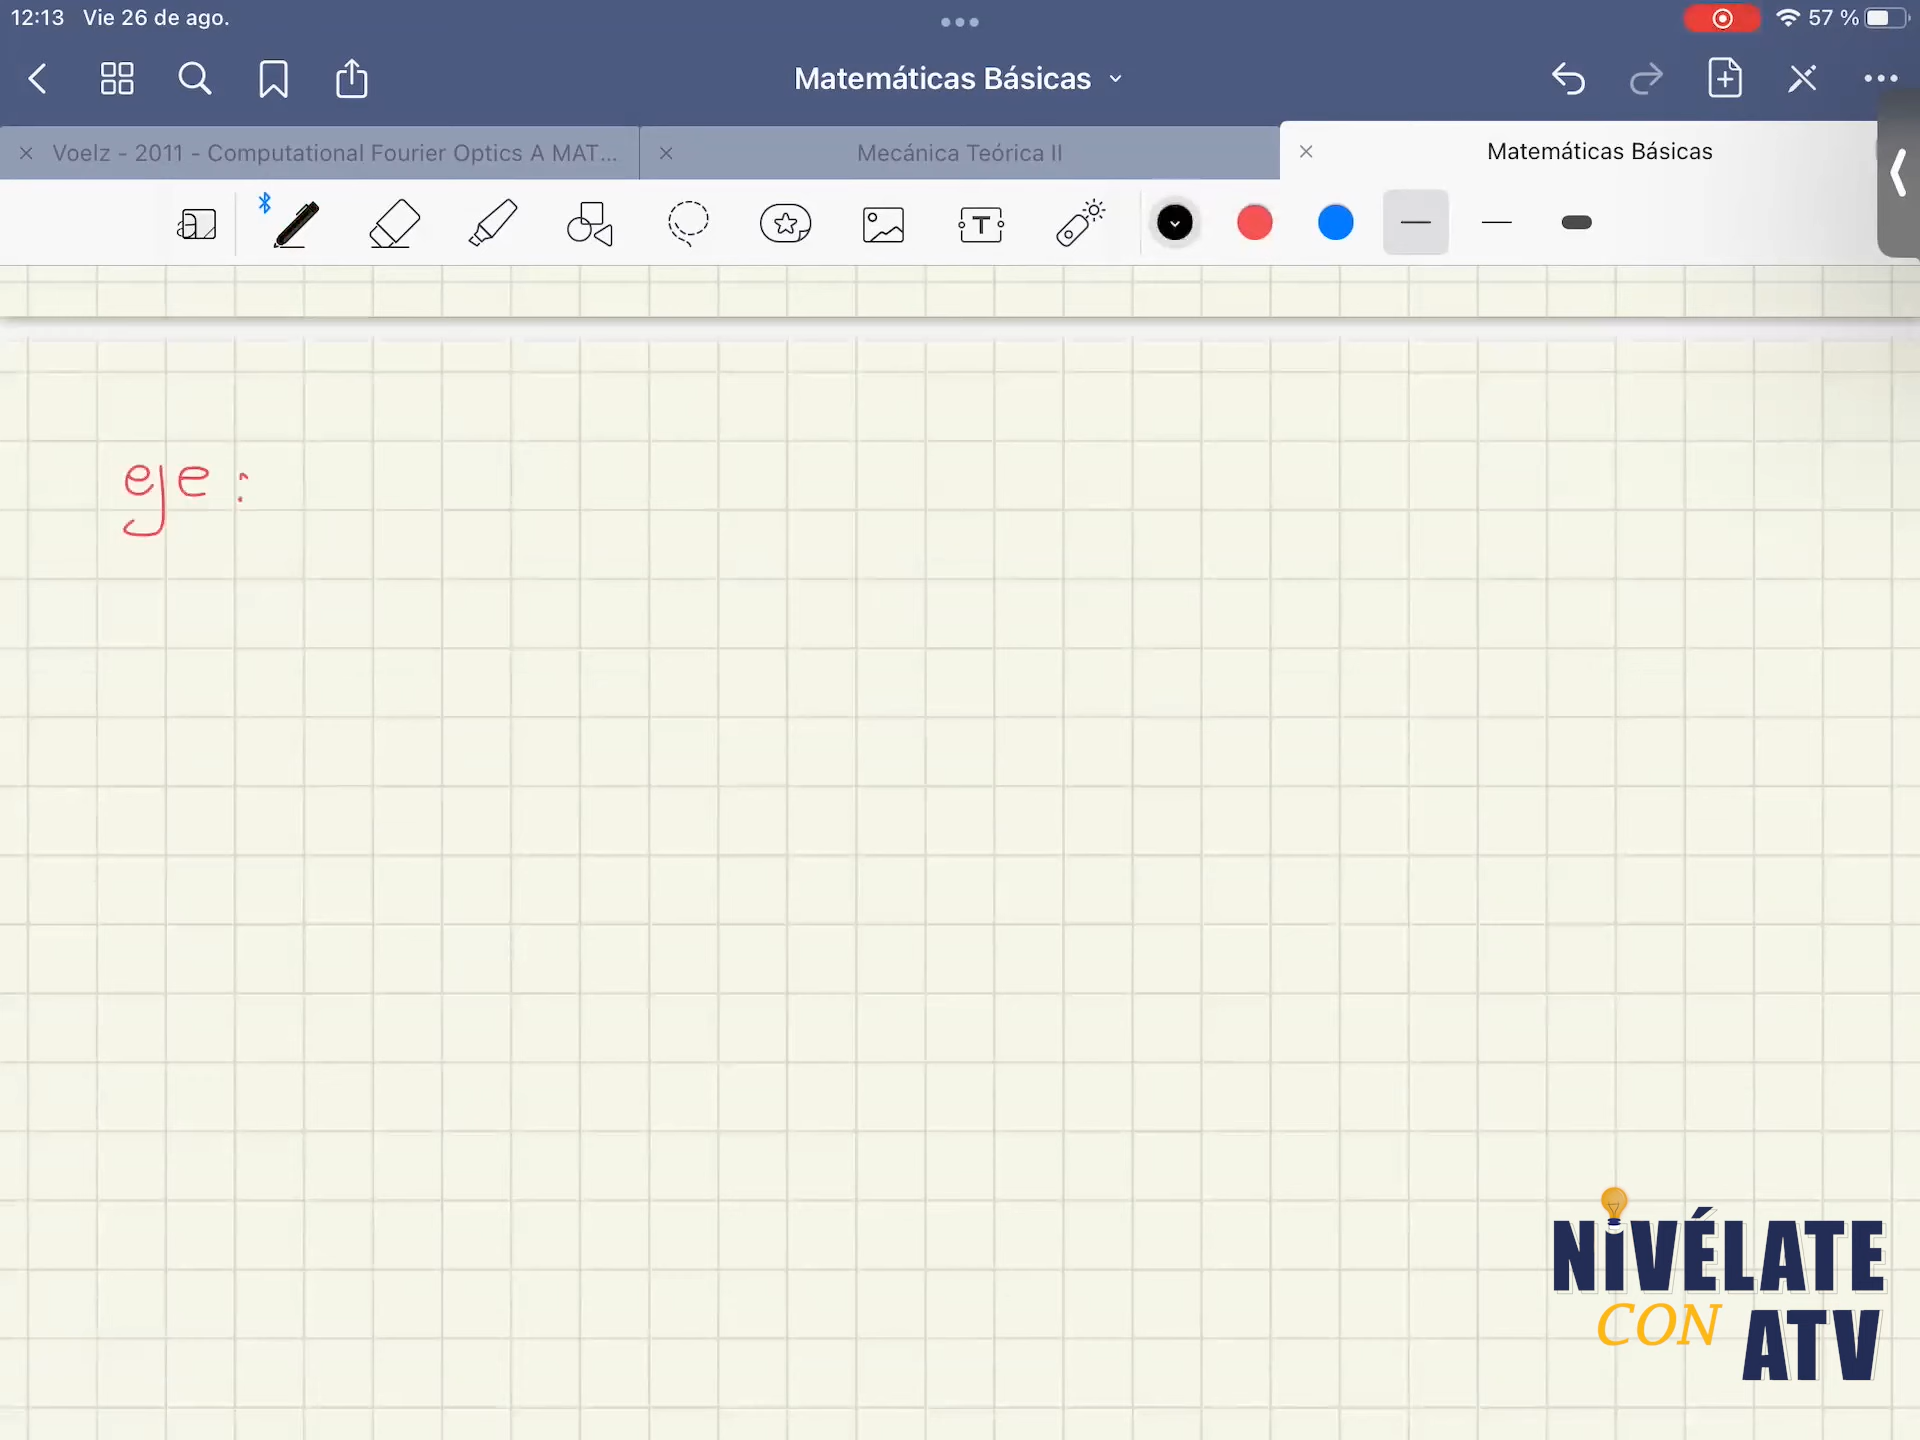 12:13 Vie 26 de ago. 57 %
Matemáticas Básicas
Voelz - 2011 - Computational Fourier Optics A MAT... Mecánica Teórica II Matemáticas Básicas
eje :
NIVÉLATE
CON
ATV